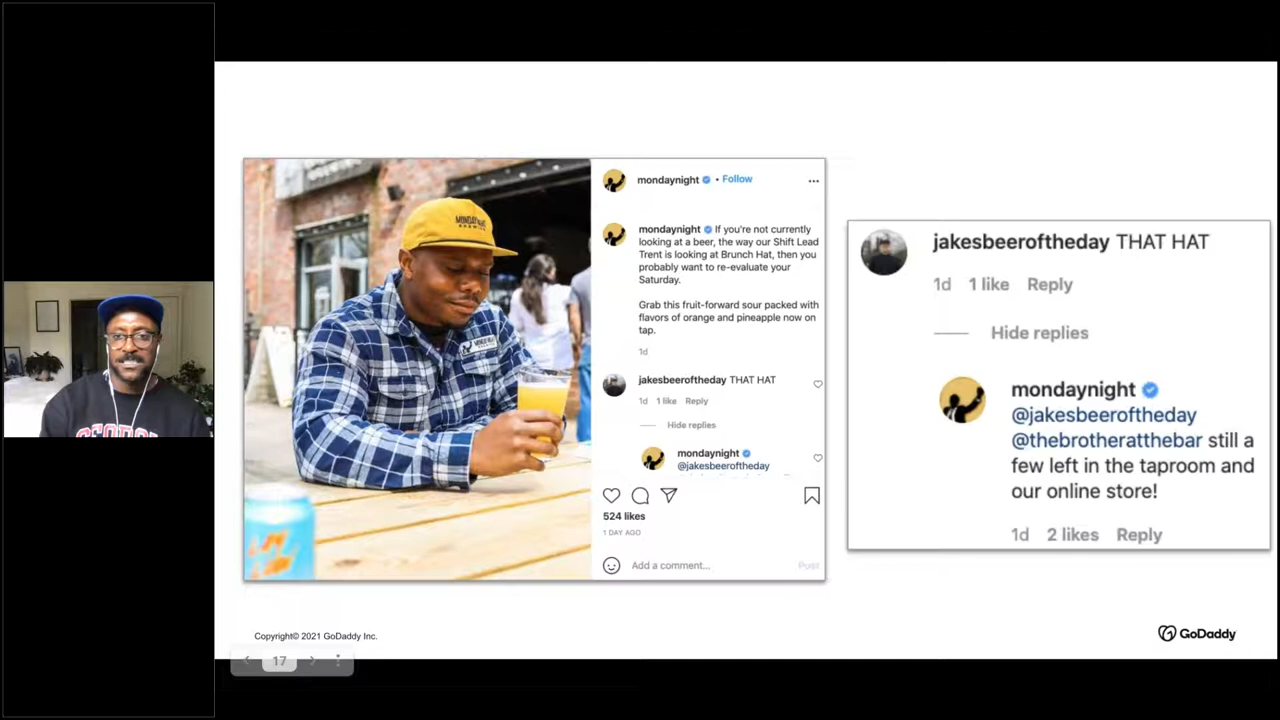 MONDAY NIGHT
BREWING
mondaynight • Follow
mondaynight If you're not currently
looking at a beer, the way our Shift Lead
Trent is looking at Brunch Hat, then you
probably want to re-evaluate your
Saturday.
Grab this fruit-forward sour packed with
flavors of orange and pineapple now on
tap.
1d
jakesbeeroftheday THAT HAT
1d 1 like Reply
Hide replies
mondaynight
@jakesbeeroftheday
524 likes
1 DAY AGO
Add a comment...
Post
jakesbeeroftheday THAT HAT
1d 1 like Reply
Hide replies
mondaynight
@jakesbeeroftheday
@thebrotheratthebar still a
few left in the taproom and
our online store!
1d 2 likes Reply
Copyright© 2021 GoDaddy Inc.
GoDaddy
17